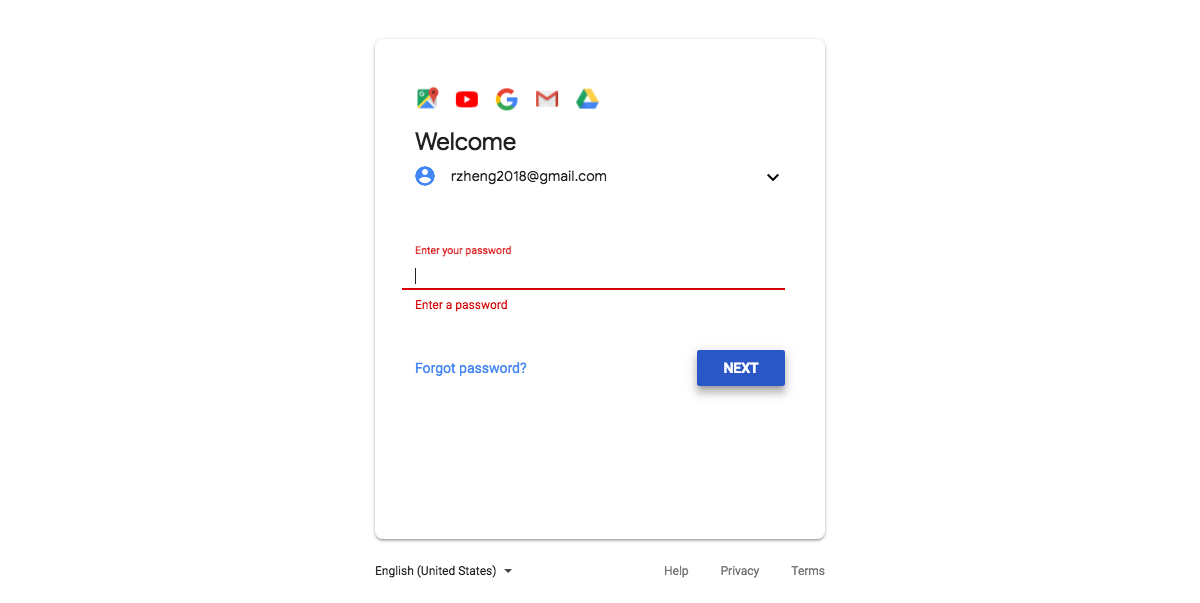 Welcome
rzheng2018@gmail.com
Enter your password
Enter a password
Forgot password?
NEXT
English (United States)
Help Privacy Terms